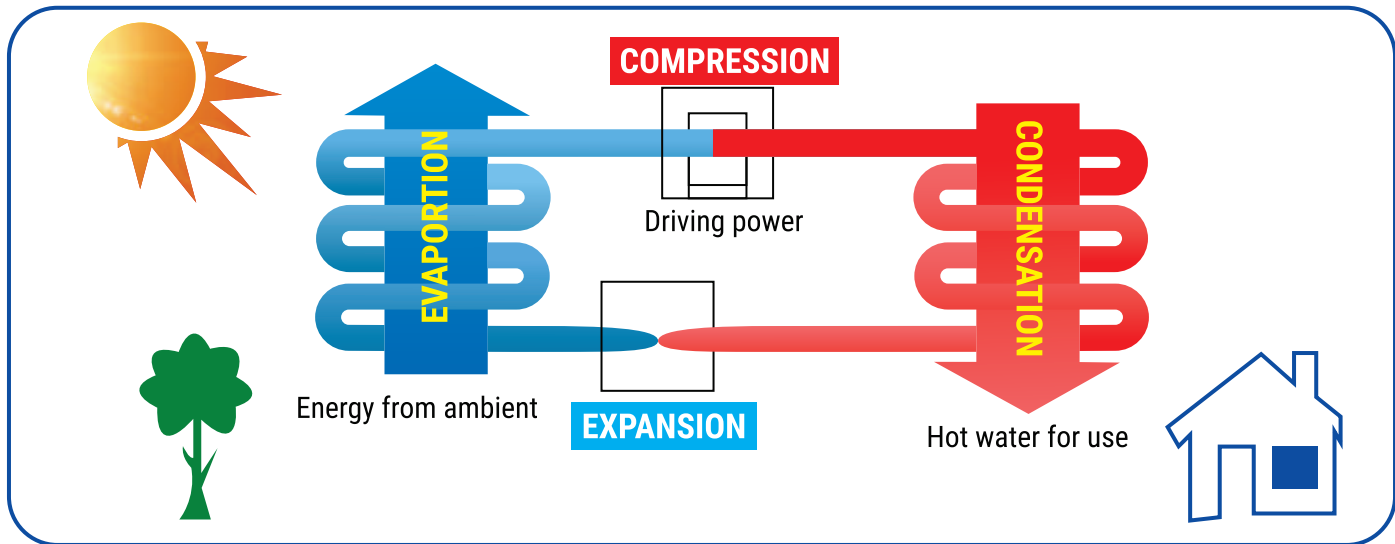 COMPRESSION
EVAPORTION
CONDENSATION
Driving power
Energy from ambient
EXPANSION
Hot water for use